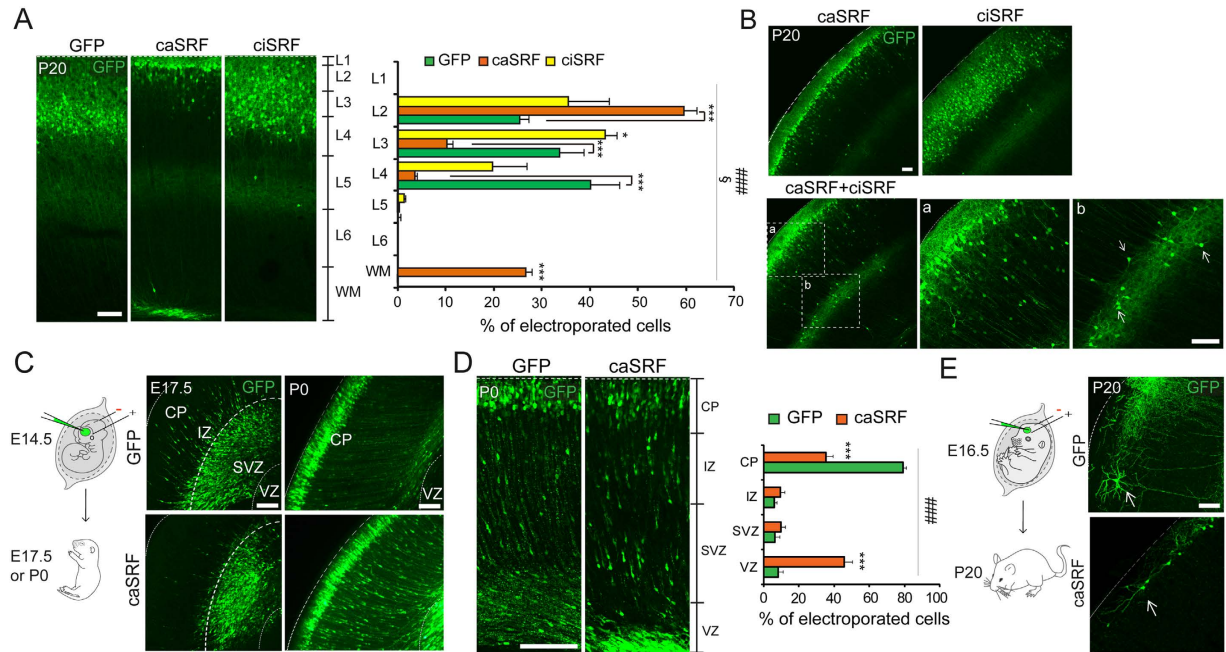 A
GFP
caSRF
ciSRF
P20
GFP
L1
L2
L3
L4
L5
L6
WM
GFP
caSRF
ciSRF
L1
L2
L3
L4
L5
L6
WM
***
*
***
***
***
§
###
0 10 20 30 40 50 60 70
% of electroporated cells
B
caSRF
ciSRF
P20
GFP
caSRF+ciSRF
a
b
a
b
C
E14.5
E17.5
or P0
- +
GFP
caSRF
E17.5
GFP
CP
IZ
SVZ
VZ
P0
CP
VZ
D
GFP
caSRF
P0
GFP
CP
IZ
SVZ
VZ
GFP
caSRF
CP
IZ
SVZ
VZ
***
***
0 20 40 60 80 100
% of electroporated cells
E
E16.5
P20
- +
GFP
caSRF
P20
GFP